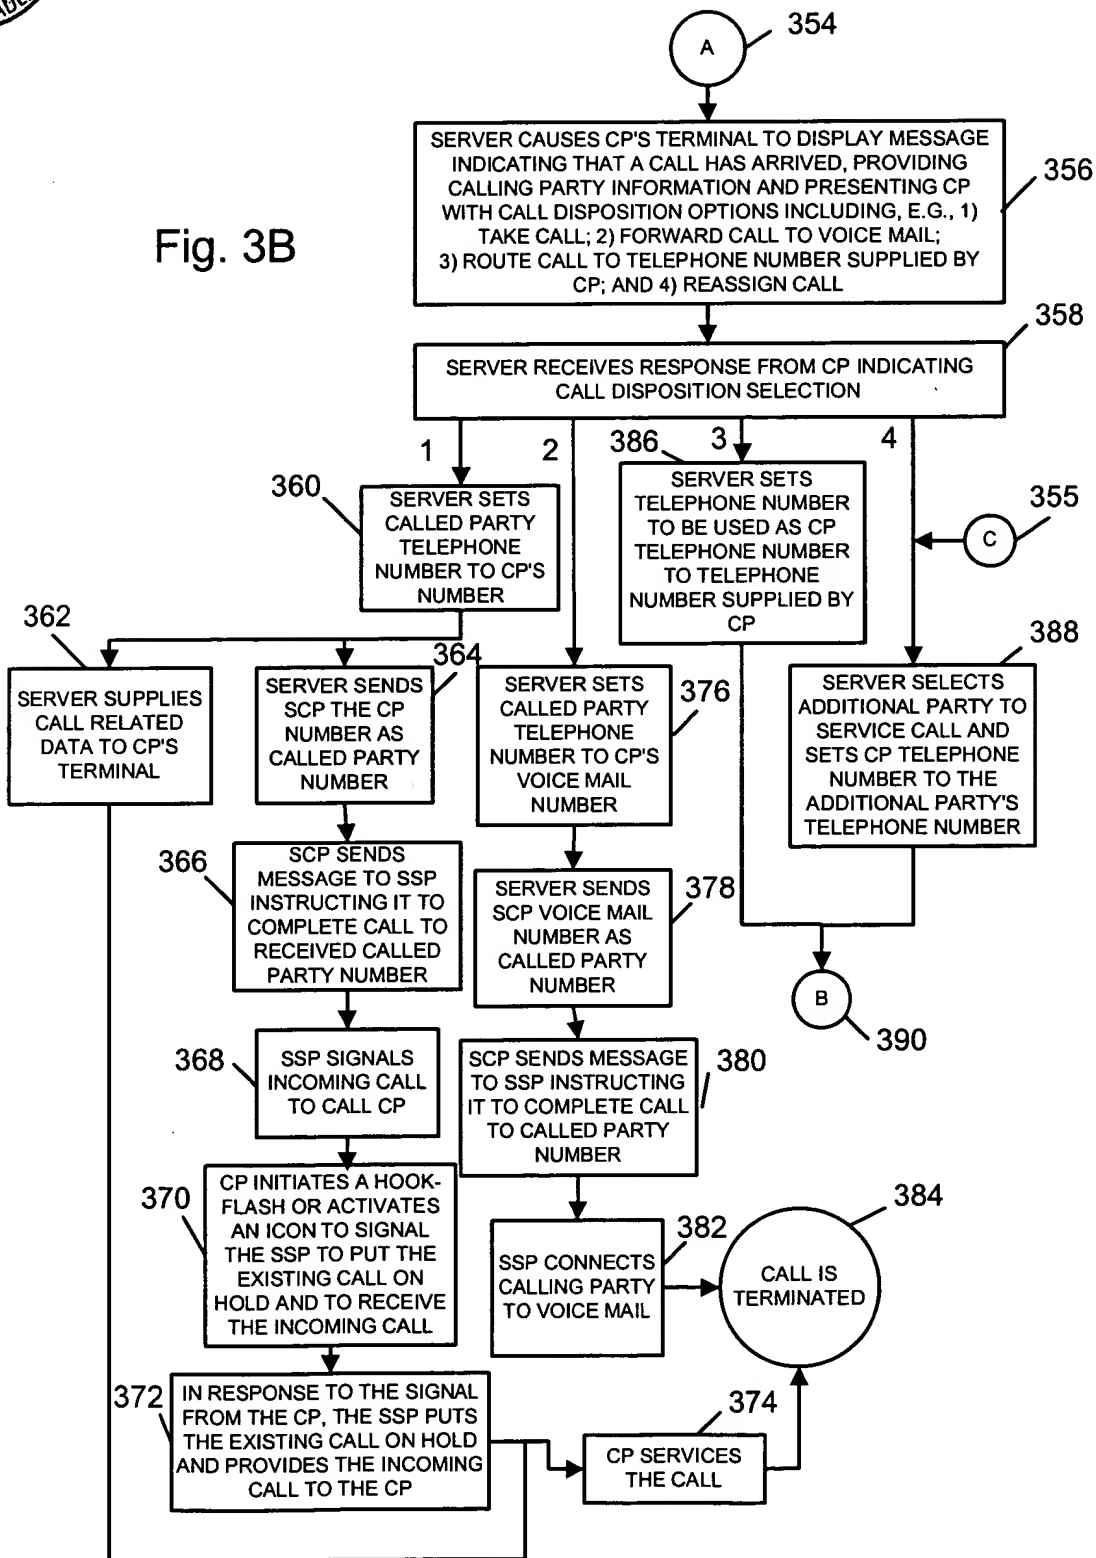 354
A
SERVER CAUSES CP'S TERMINAL TO DISPLAY MESSAGE
INDICATING THAT A CALL HAS ARRIVED, PROVIDING
CALLING PARTY INFORMATION AND PRESENTING CP
WITH CALL DISPOSITION OPTIONS INCLUDING, E.G., 1)
TAKE CALL; 2) FORWARD CALL TO VOICE MAIL;
3) ROUTE CALL TO TELEPHONE NUMBER SUPPLIED BY
CP; AND 4) REASSIGN CALL
356
Fig. 3B
358
SERVER RECEIVES RESPONSE FROM CP INDICATING
CALL DISPOSITION SELECTION
1
2
3
4
360
SERVER SETS
CALLED PARTY
TELEPHONE
NUMBER TO CP'S
NUMBER
386
SERVER SETS
TELEPHONE NUMBER
TO BE USED AS CP
TELEPHONE NUMBER
TO TELEPHONE
NUMBER SUPPLIED BY
CP
355
C
362
SERVER SUPPLIES
CALL RELATED
DATA TO CP'S
TERMINAL
364
SERVER SENDS
SCP THE CP
NUMBER AS
CALLED PARTY
NUMBER
376
SERVER SETS
CALLED PARTY
TELEPHONE
NUMBER TO CP'S
VOICE MAIL
NUMBER
388
SERVER SELECTS
ADDITIONAL PARTY TO
SERVICE CALL AND
SETS CP TELEPHONE
NUMBER TO THE
ADDITIONAL PARTY'S
TELEPHONE NUMBER
366
SCP SENDS
MESSAGE TO SSP
INSTRUCTING IT TO
COMPLETE CALL TO
RECEIVED CALLED
PARTY NUMBER
378
SERVER SENDS
SCP VOICE MAIL
NUMBER AS
CALLED PARTY
NUMBER
B
390
368
SSP SIGNALS
INCOMING CALL
TO CALL CP
380
SCP SENDS MESSAGE
TO SSP INSTRUCTING
IT TO COMPLETE CALL
TO CALLED PARTY
NUMBER
370
CP INITIATES A HOOK-
FLASH OR ACTIVATES
AN ICON TO SIGNAL
THE SSP TO PUT THE
EXISTING CALL ON
HOLD AND TO RECEIVE
THE INCOMING CALL
382
SSP CONNECTS
CALLING PARTY
TO VOICE MAIL
384
CALL IS
TERMINATED
372
IN RESPONSE TO THE SIGNAL
FROM THE CP, THE SSP PUTS
THE EXISTING CALL ON HOLD
AND PROVIDES THE INCOMING
CALL TO THE CP
374
CP SERVICES
THE CALL